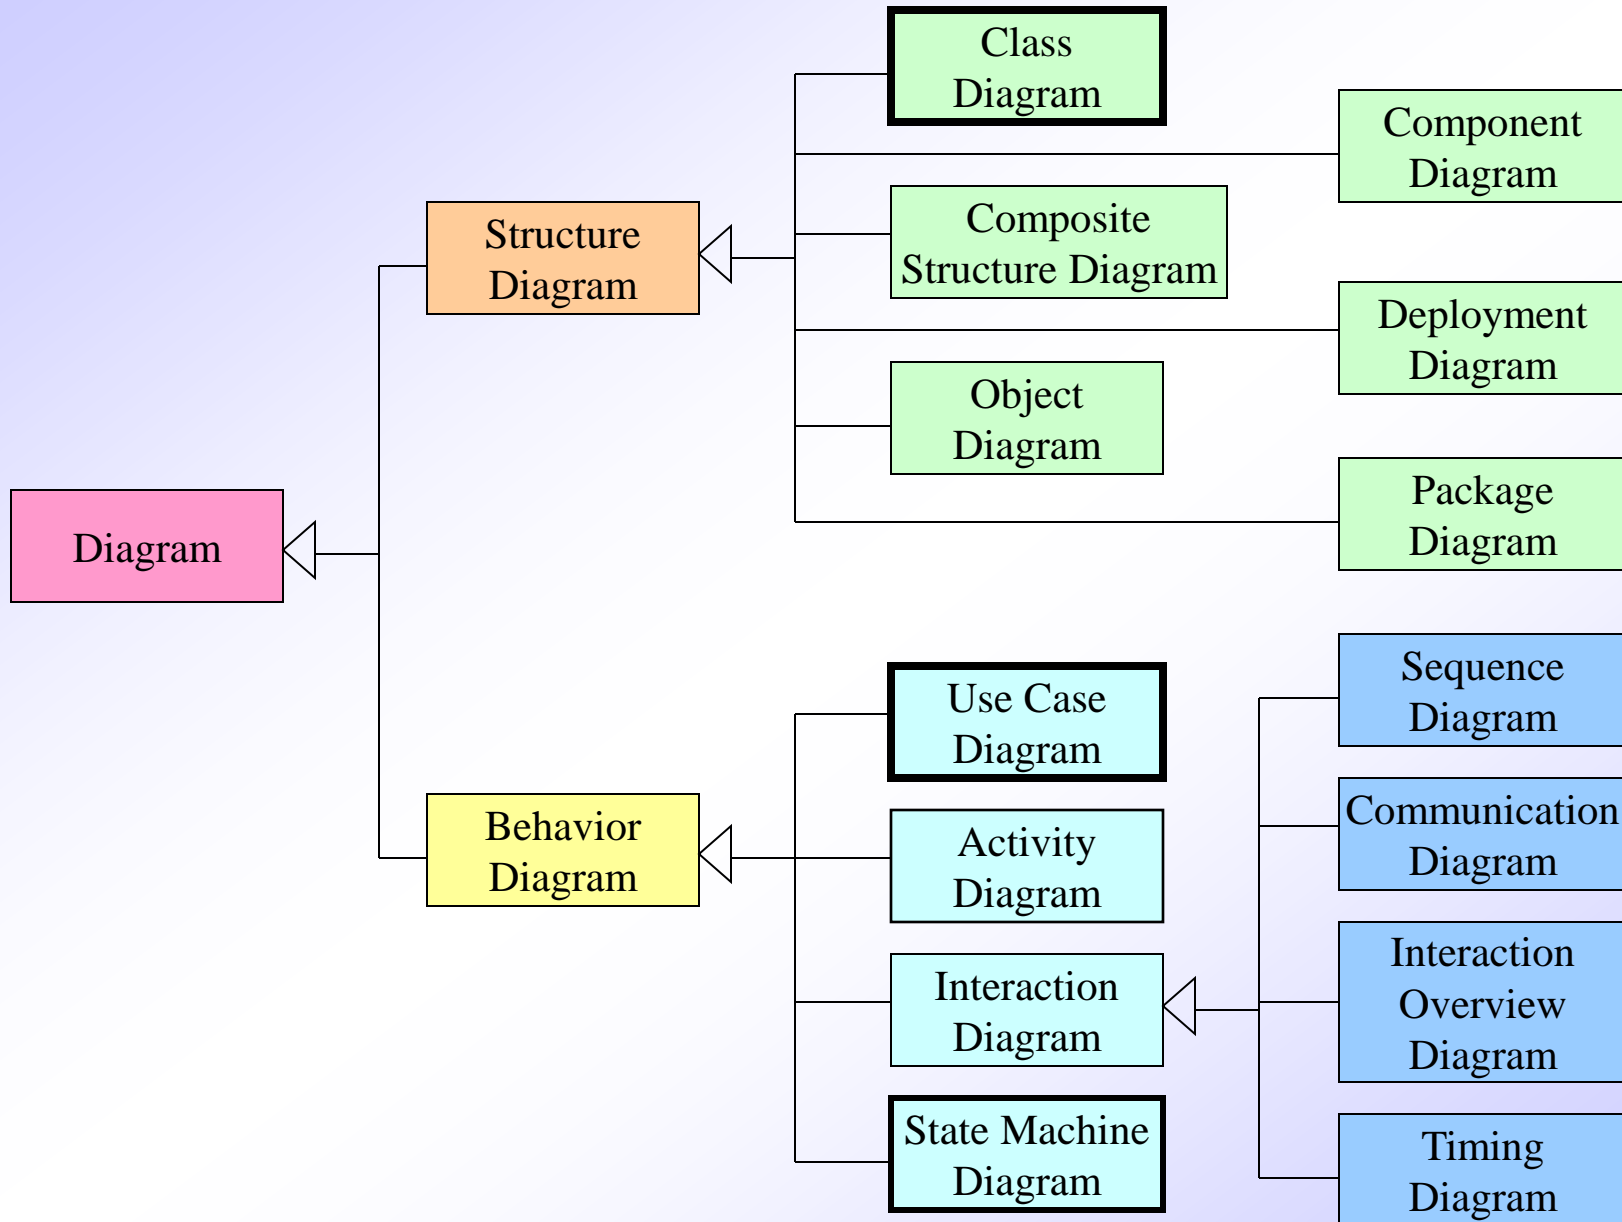 Class
Diagram
Component
Diagram
Composite
Structure Diagram
Structure
Diagram
Deployment
Diagram
Object
Diagram
Package
Diagram
Diagram
Sequence
Diagram
Use Case
Diagram
Communication
Diagram
Behavior
Diagram
Activity
Diagram
Interaction
Overview
Diagram
Interaction
Diagram
State Machine
Diagram
Timing
Diagram